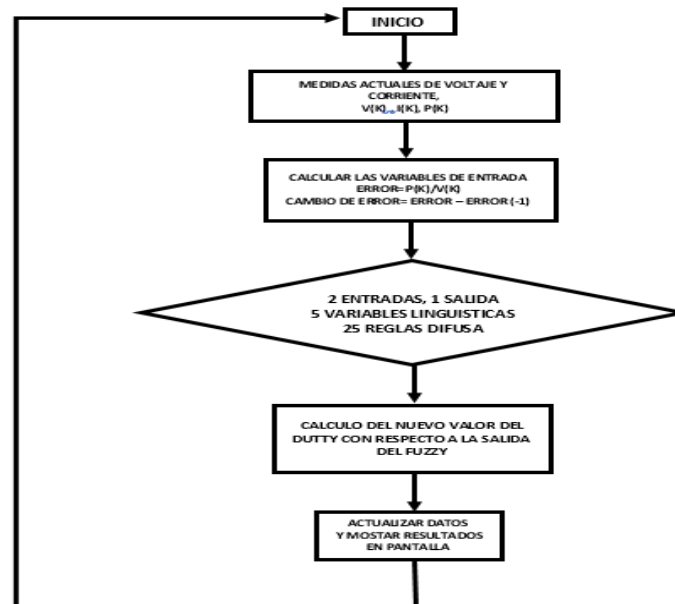 INICIO
MEDIDAS ACTUALES DE VOLTAJE Y
CORRIENTE,
V(K), I(K), P(K)
CALCULAR LAS VARIABLES DE ENTRADA
ERROR=P(K)/V(K)
CAMBIO DE ERROR= ERROR – ERROR (-1)
2 ENTRADAS, 1 SALIDA
5 VARIABLES LINGUISTICAS
25 REGLAS DIFUSA
CALCULO DEL NUEVO VALOR DEL
DUTTY CON RESPECTO A LA SALIDA
DEL FUZZY
ACTUALIZAR DATOS
Y MOSTAR RESULTADOS
EN PANTALLA